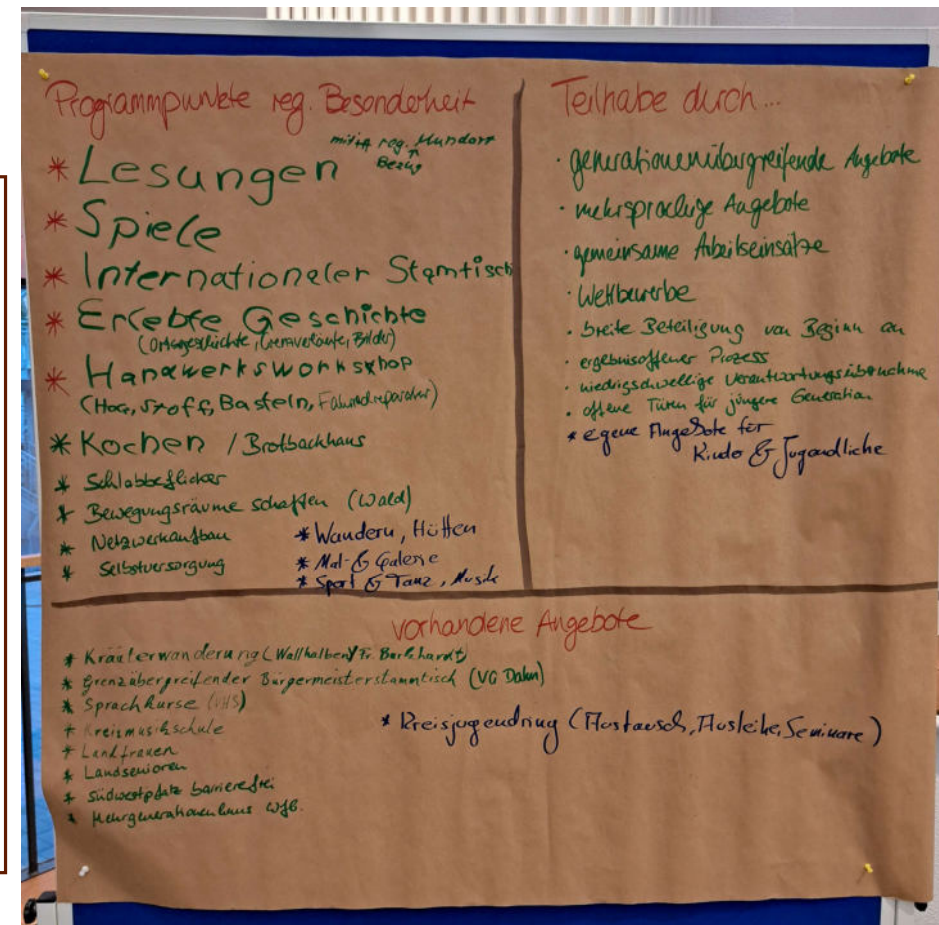 Programmpunkte reg. Besonderheit
mit reg. Mundart
Bezug
* Lesungen
* Spiele
* Internationaler Stamtisch
* Erlebte Geschichte
(Ortsgeschichte, Bilder)
* Handwerksworkshop
(Holz, Stoff, Basteln, Fahrradreparatur)
* Kochen / Brotbackhaus
* Schlabbeflicker
* Bewegungsräume schaffen (Wald)
* Netzwerkaufbau
* Selbstversorgung
* Wandern, Hütten
* Mal- & Galerie
* Sport & Tanz, Musik
Teilhabe durch...
· generationenübergreifende Angebote
· mehrsprachige Angebote
· gemeinsame Arbeitseinsätze
· Wettbewerbe
· breite Beteiligung von Beginn an
· ergebnisoffener Prozess
· niedrigschwellige Verantwortungsübernahme
· offene Türen für jüngere Generation
* eigene Angebote für
Kinder & Jugendliche
vorhandene Angebote
* Kräuterwanderung (Wallhalben/Fr. Burkhardt)
* Grenzübergreifender Bürgermeisterstammtisch (VG Dahn)
* Sprachkurse (VHS)
* Kreismusikschule
* Landfrauen
* Landsenioren
* Südwestpfalz barrierefrei
* Mehrgenerationenhaus WfB.
* Kreisjugendring (Austausch, Ausleihe, Seminare)